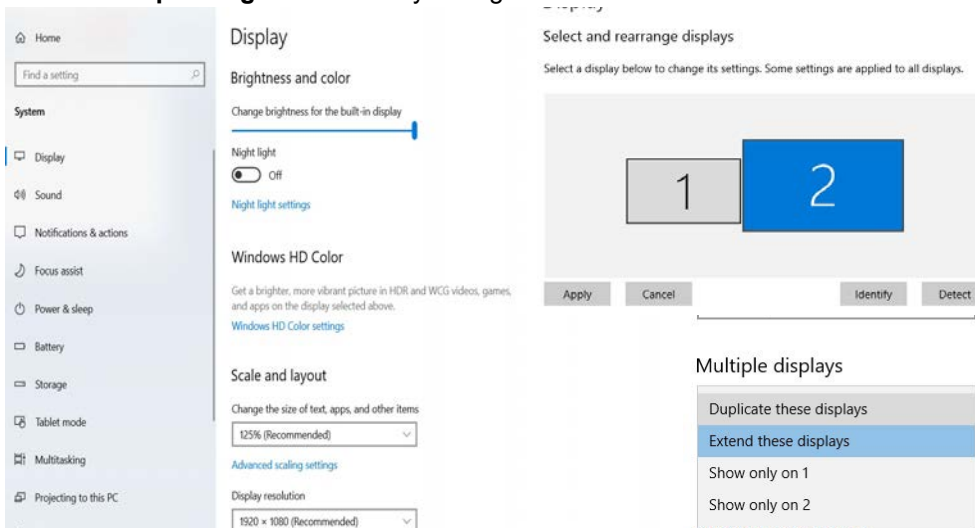 Home
Find a setting
System
Display
Sound
Notifications & actions
Focus assist
Power & sleep
Battery
Storage
Tablet mode
Multitasking
Projecting to this PC
Display
Brightness and color
Change brightness for the built-in display
Night light
Off
Night light settings
Windows HD Color
Get a brighter, more vibrant picture in HDR and WCG videos, games,
and apps on the display selected above.
Windows HD Color settings
Scale and layout
Change the size of text, apps, and other items
125% (Recommended)
Advanced scaling settings
Display resolution
1920 × 1080 (Recommended)
Select and rearrange displays
Select a display below to change its settings. Some settings are applied to all displays.
1
2
Apply Cancel Identify Detect
Multiple displays
Duplicate these displays
Extend these displays
Show only on 1
Show only on 2